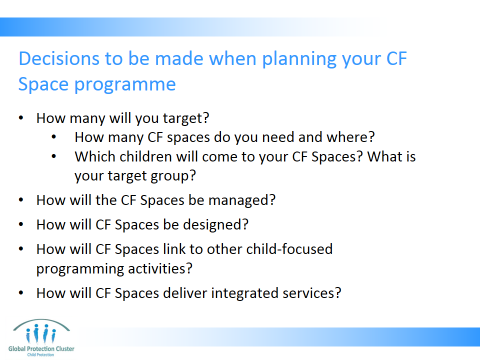 Decisions to be made when planning your CF
Space programme
• How many will you target?
• How many CF spaces do you need and where?
• Which children will come to your CF Spaces? What is
your target group?
• How will the CF Spaces be managed?
• How will CF Spaces be designed?
• How will CF Spaces link to other child-focused
programming activities?
• How will CF Spaces deliver integrated services?
Global Protection Cluster
Child Protection